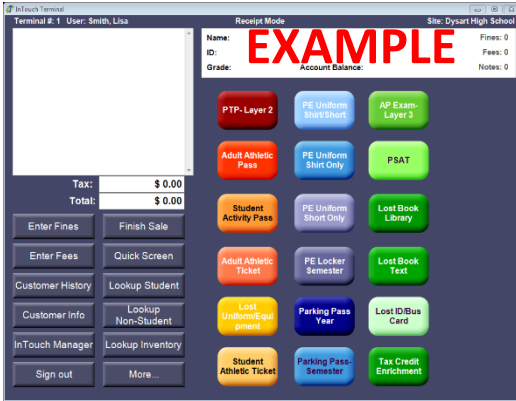 InTouch Terminal
Terminal #: 1 User: Smith, Lisa
Receipt Mode
Site: Dysart High School
EXAMPLE
Name:
Fines: 0
ID:
Fees: 0
Grade:
Account Balance:
Notes: 0
Tax:
$ 0.00
Total:
$ 0.00
Enter Fines
Finish Sale
Enter Fees
Quick Screen
Customer History
Lookup Student
Customer Info
Lookup
Non-Student
InTouch Manager
Lookup Inventory
Sign out
More...
PTP- Layer 2
PE Uniform
Shirt/Short
AP Exam-
Layer 3
Adult Athletic
Pass
PE Uniform
Shirt Only
PSAT
Student
Activity Pass
PE Uniform
Short Only
Lost Book
Library
Adult Athletic
Ticket
PE Locker
Semester
Lost Book
Text
Lost
Uniform/Equi
pment
Parking Pass
Year
Lost ID/Bus
Card
Student
Athletic Ticket
Parking Pass-
Semester
Tax Credit
Enrichment